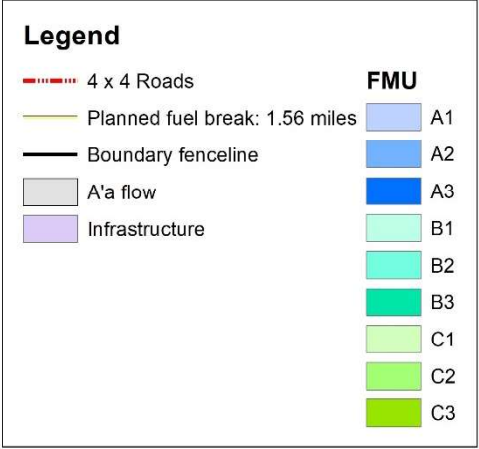 Legend
4 x 4 Roads
Planned fuel break: 1.56 miles
Boundary fenceline
A'a flow
Infrastructure
FMU
A1
A2
A3
B1
B2
B3
C1
C2
C3